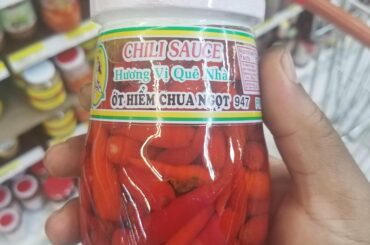 CHILI SAUCE
Hương Vị Quê Nhà
ỚT HIỂM CHUA NGỌT 947